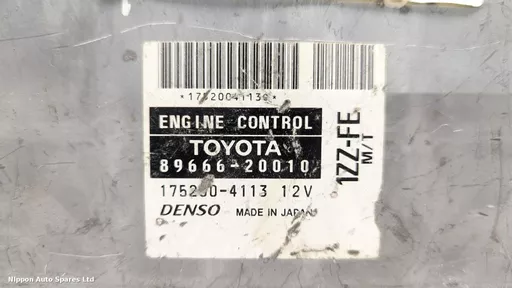 *1752004113©*
ENGINE CONTROL
TOYOTA
89666-20010
175200-4113 12V
DENSO MADE IN JAPAN
1ZZ-FE
M/T
Nippon Auto Spares Ltd